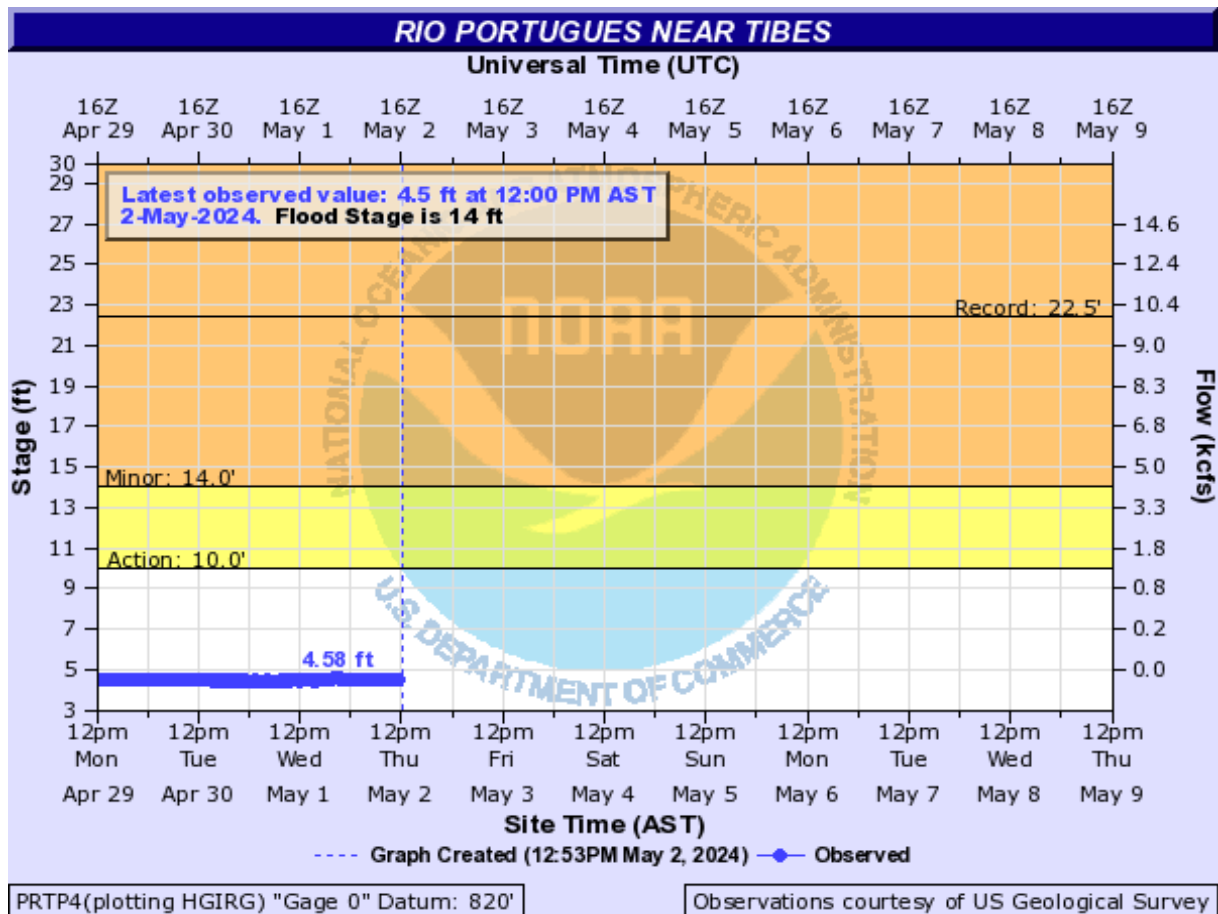 RIO PORTUGUES NEAR TIBES
Universal Time (UTC)
16Z 16Z 16Z 16Z 16Z 16Z 16Z 16Z 16Z 16Z 16Z
Apr 29 Apr 30 May 1 May 2 May 3 May 4 May 5 May 6 May 7 May 8 May 9
Latest observed value: 4.5 ft at 12:00 PM AST
2-May-2024. Flood Stage is 14 ft
Stage (ft)
30
29
27
25
23
21
19
17
15
13
11
9
7
5
3
Flow (kcfs)
14.6
12.4
10.4
9.0
8.3
6.8
5.0
3.3
1.8
0.8
0.2
0.0
Record: 22.5'
Minor: 14.0'
Action: 10.0'
4.58 ft
NATIONAL OCEANIC AND ATMOSPHERIC ADMINISTRATION
NOAA
U.S. DEPARTMENT OF COMMERCE
12pm 12pm 12pm 12pm 12pm 12pm 12pm 12pm 12pm 12pm 12pm
Mon Tue Wed Thu Fri Sat Sun Mon Tue Wed Thu
Apr 29 Apr 30 May 1 May 2 May 3 May 4 May 5 May 6 May 7 May 8 May 9
Site Time (AST)
Graph Created (12:53PM May 2, 2024) Observed
PRTP4(plotting HGIRG) "Gage 0" Datum: 820'
Observations courtesy of US Geological Survey